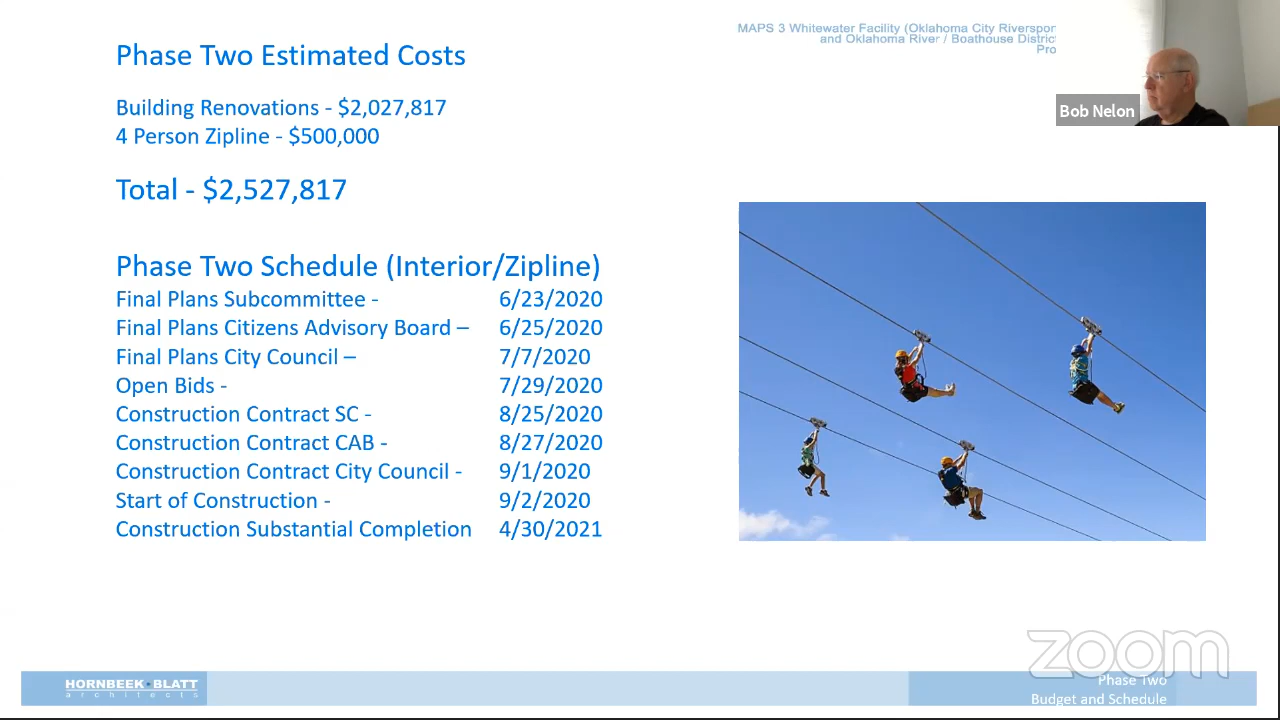 MAPS 3 Whitewater Facility (Oklahoma City Riverspor
and Oklahoma River / Boathouse Distric
Pro
Phase Two Estimated Costs
Bob Nelon
Building Renovations - $2,027,817
4 Person Zipline - $500,000
Total - $2,527,817
Phase Two Schedule (Interior/Zipline)
Final Plans Subcommittee - 6/23/2020
Final Plans Citizens Advisory Board – 6/25/2020
Final Plans City Council – 7/7/2020
Open Bids - 7/29/2020
Construction Contract SC - 8/25/2020
Construction Contract CAB - 8/27/2020
Construction Contract City Council - 9/1/2020
Start of Construction - 9/2/2020
Construction Substantial Completion 4/30/2021
zoom
HORNBEEK•BLATT
architects
Phase Two
Budget and Schedule